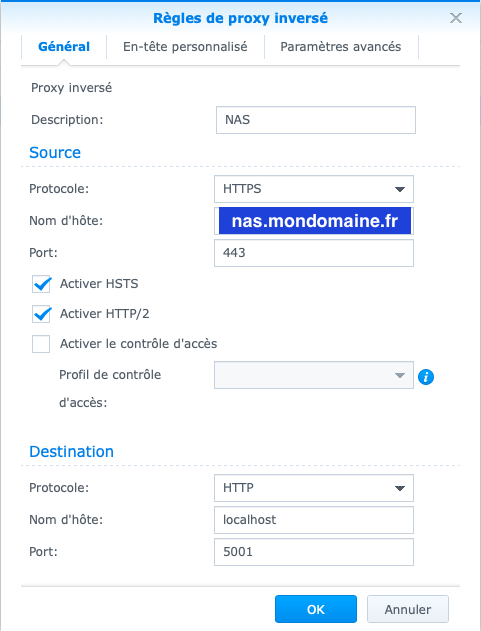 Règles de proxy inversé
Général
En-tête personnalisé
Paramètres avancés
Proxy inversé
Description: NAS
Source
Protocole: HTTPS
Nom d'hôte: nas.mondomaine.fr
Port: 443
Activer HSTS
Activer HTTP/2
Activer le contrôle d'accès
Profil de contrôle
d'accès:
Destination
Protocole: HTTP
Nom d'hôte: localhost
Port: 5001
OK
Annuler